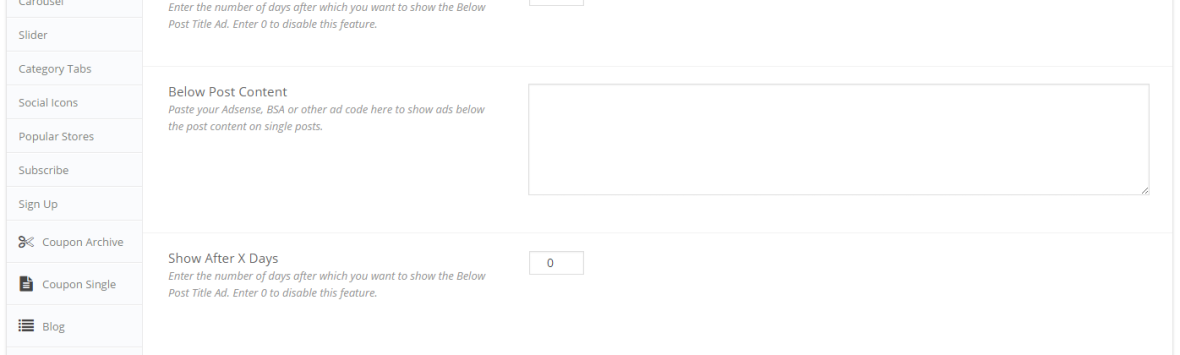 Carousel
Slider
Category Tabs
Social Icons
Popular Stores
Subscribe
Sign Up
Coupon Archive
Coupon Single
Blog
Enter the number of days after which you want to show the Below
Post Title Ad. Enter 0 to disable this feature.
Below Post Content
Paste your Adsense, BSA or other ad code here to show ads below
the post content on single posts.
Show After X Days
0
Enter the number of days after which you want to show the Below
Post Title Ad. Enter 0 to disable this feature.